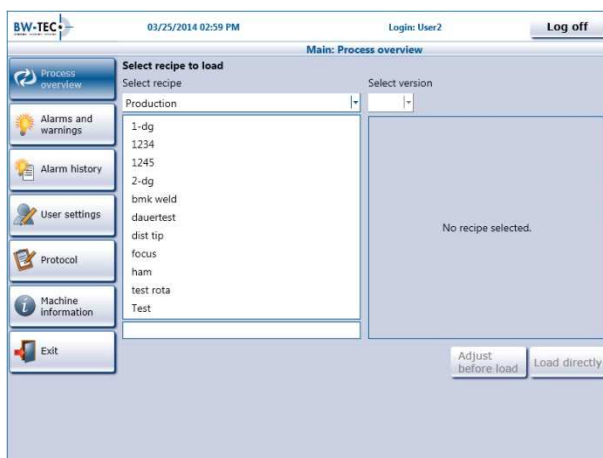 BW-TEC
03/25/2014 02:59 PM
Login: User2
Log off
Main: Process overview
Process
overview
Alarms and
warnings
Alarm history
User settings
Protocol
Machine
information
Exit
Select recipe to load
Select recipe
Production
1-dg
1234
1245
2-dg
bmk weld
dauertest
dist tip
focus
ham
test rota
Test
Select version
No recipe selected.
Adjust
before load
Load directly